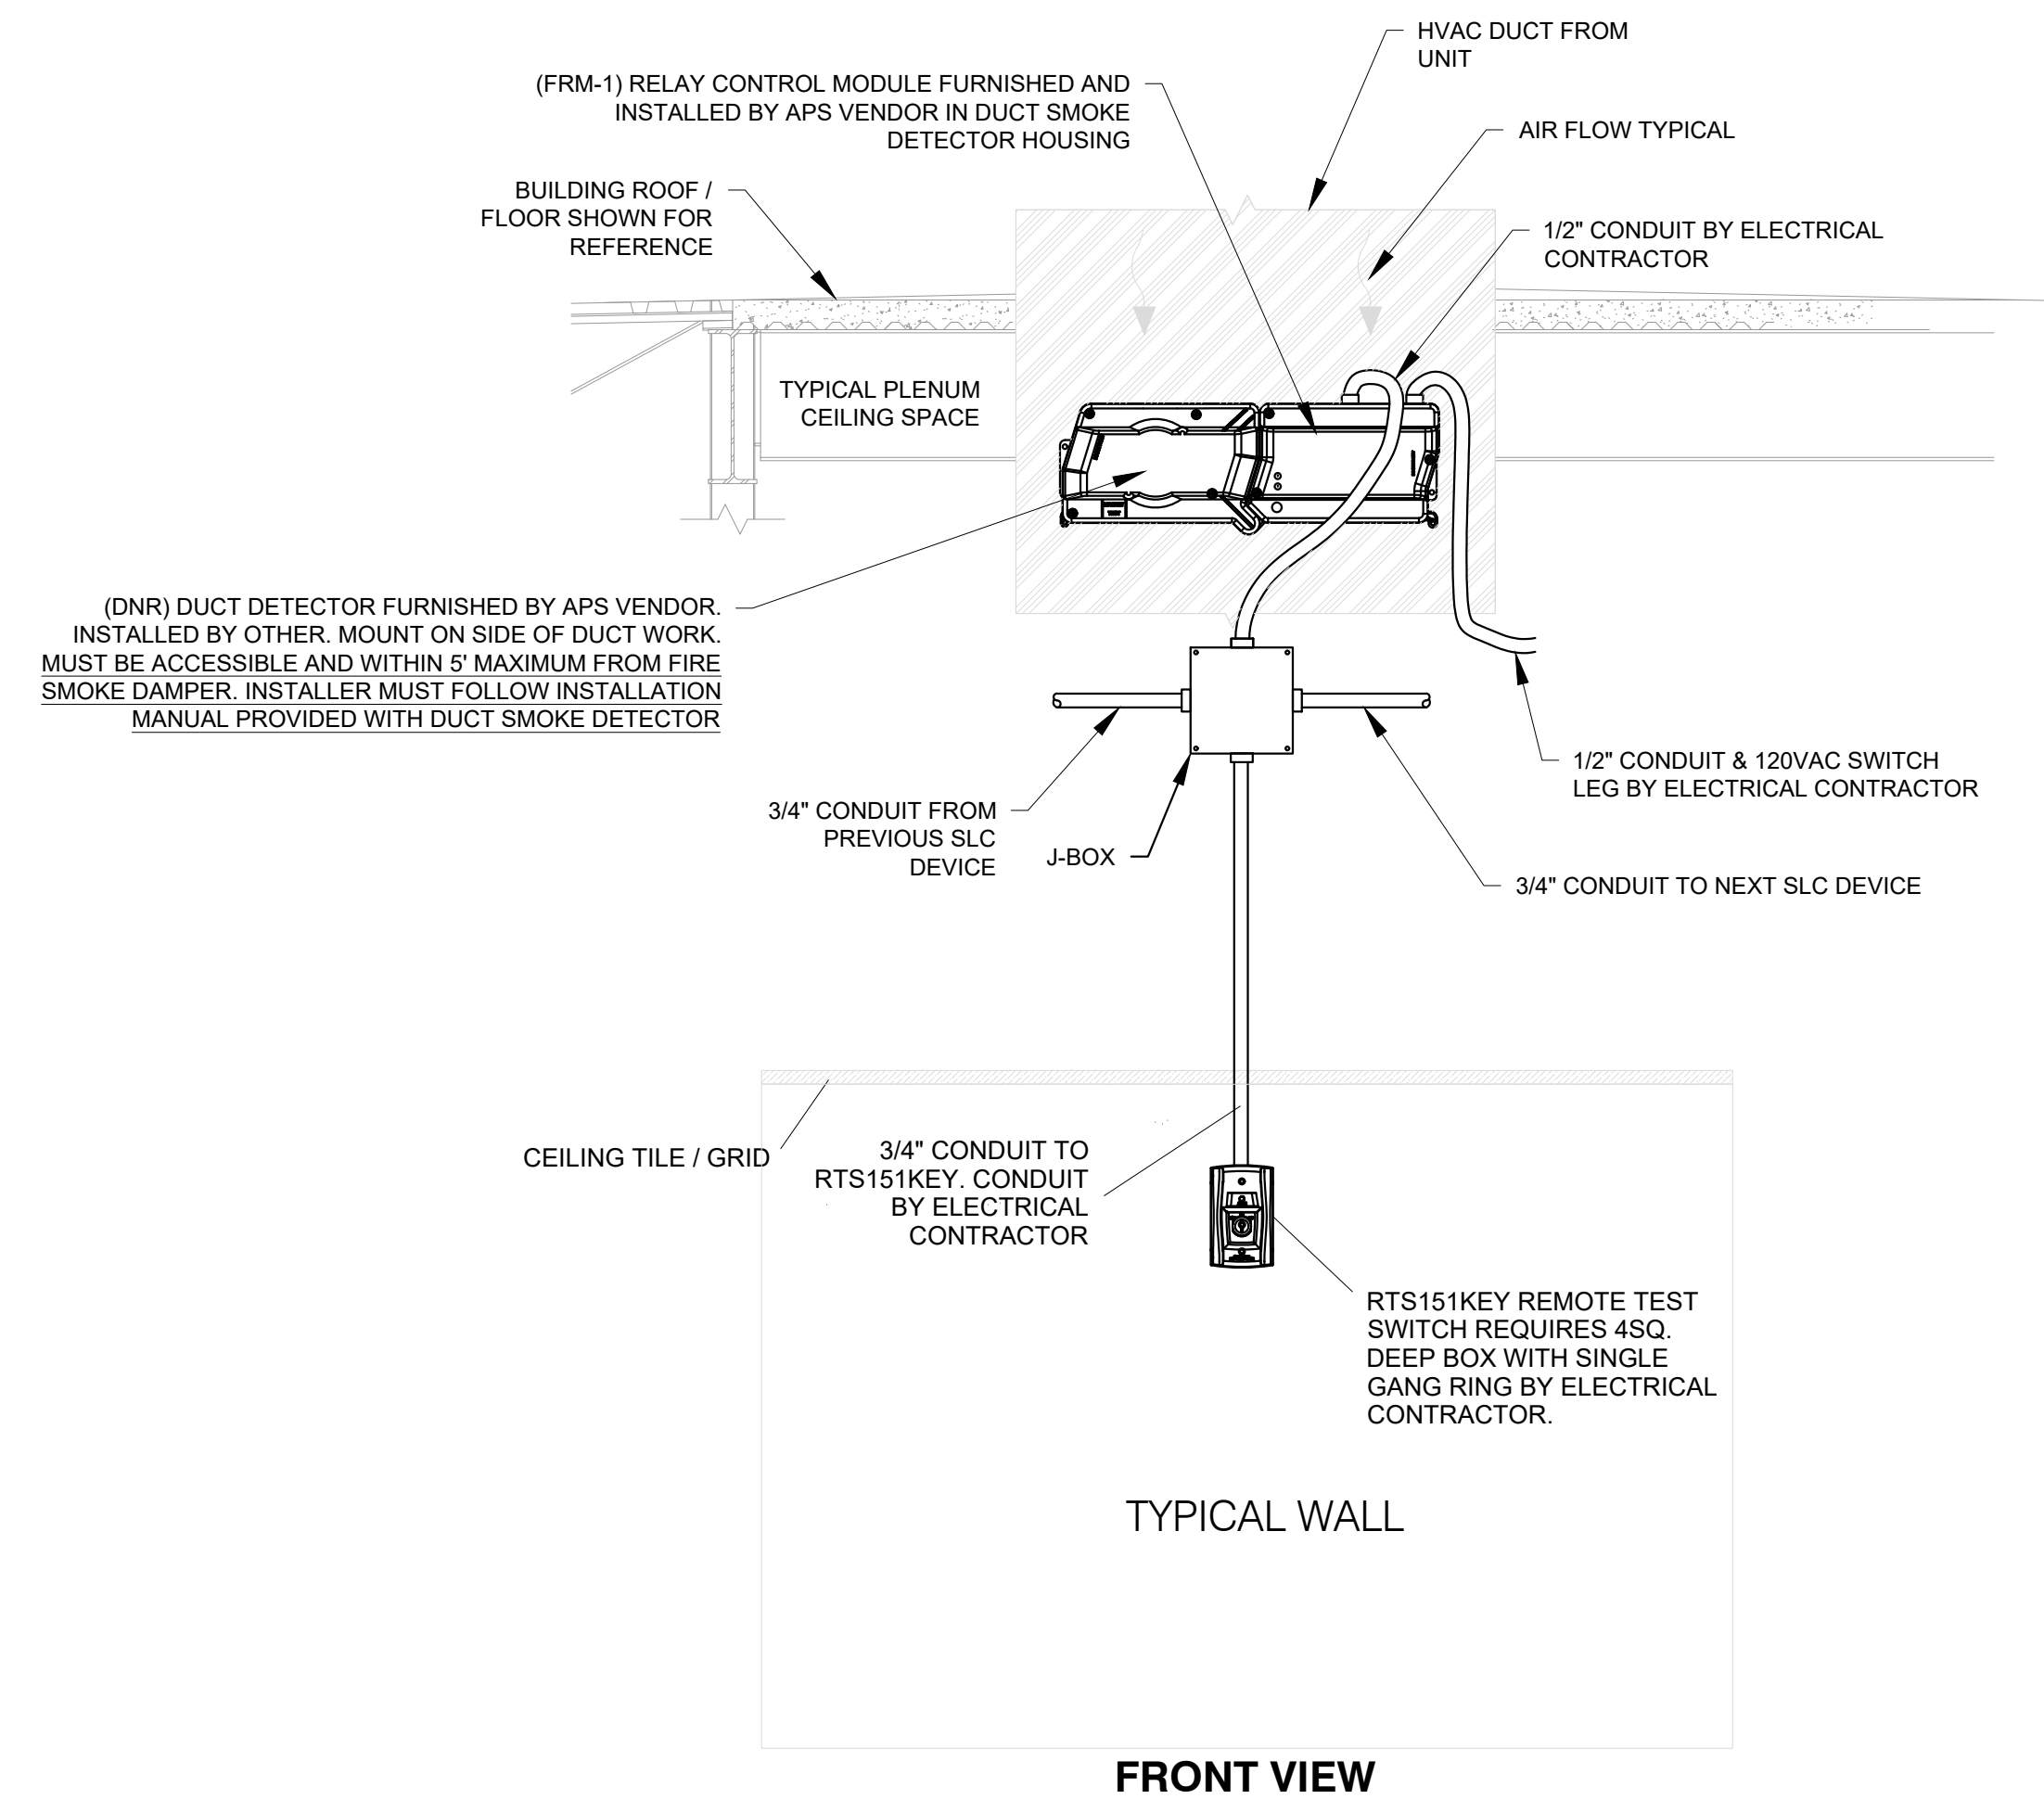 HVAC DUCT FROM
UNIT
(FRM-1) RELAY CONTROL MODULE FURNISHED AND
INSTALLED BY APS VENDOR IN DUCT SMOKE
DETECTOR HOUSING
AIR FLOW TYPICAL
BUILDING ROOF /
FLOOR SHOWN FOR
REFERENCE
1/2" CONDUIT BY ELECTRICAL
CONTRACTOR
TYPICAL PLENUM
CEILING SPACE
(DNR) DUCT DETECTOR FURNISHED BY APS VENDOR.
INSTALLED BY OTHER. MOUNT ON SIDE OF DUCT WORK.
MUST BE ACCESSIBLE AND WITHIN 5' MAXIMUM FROM FIRE
SMOKE DAMPER. INSTALLER MUST FOLLOW INSTALLATION
MANUAL PROVIDED WITH DUCT SMOKE DETECTOR
1/2" CONDUIT & 120VAC SWITCH
LEG BY ELECTRICAL CONTRACTOR
3/4" CONDUIT FROM
PREVIOUS SLC
DEVICE
J-BOX
3/4" CONDUIT TO NEXT SLC DEVICE
CEILING TILE / GRID
3/4" CONDUIT TO
RTS151KEY. CONDUIT
BY ELECTRICAL
CONTRACTOR
RTS151KEY REMOTE TEST
SWITCH REQUIRES 4SQ.
DEEP BOX WITH SINGLE
GANG RING BY ELECTRICAL
CONTRACTOR.
TYPICAL WALL
FRONT VIEW